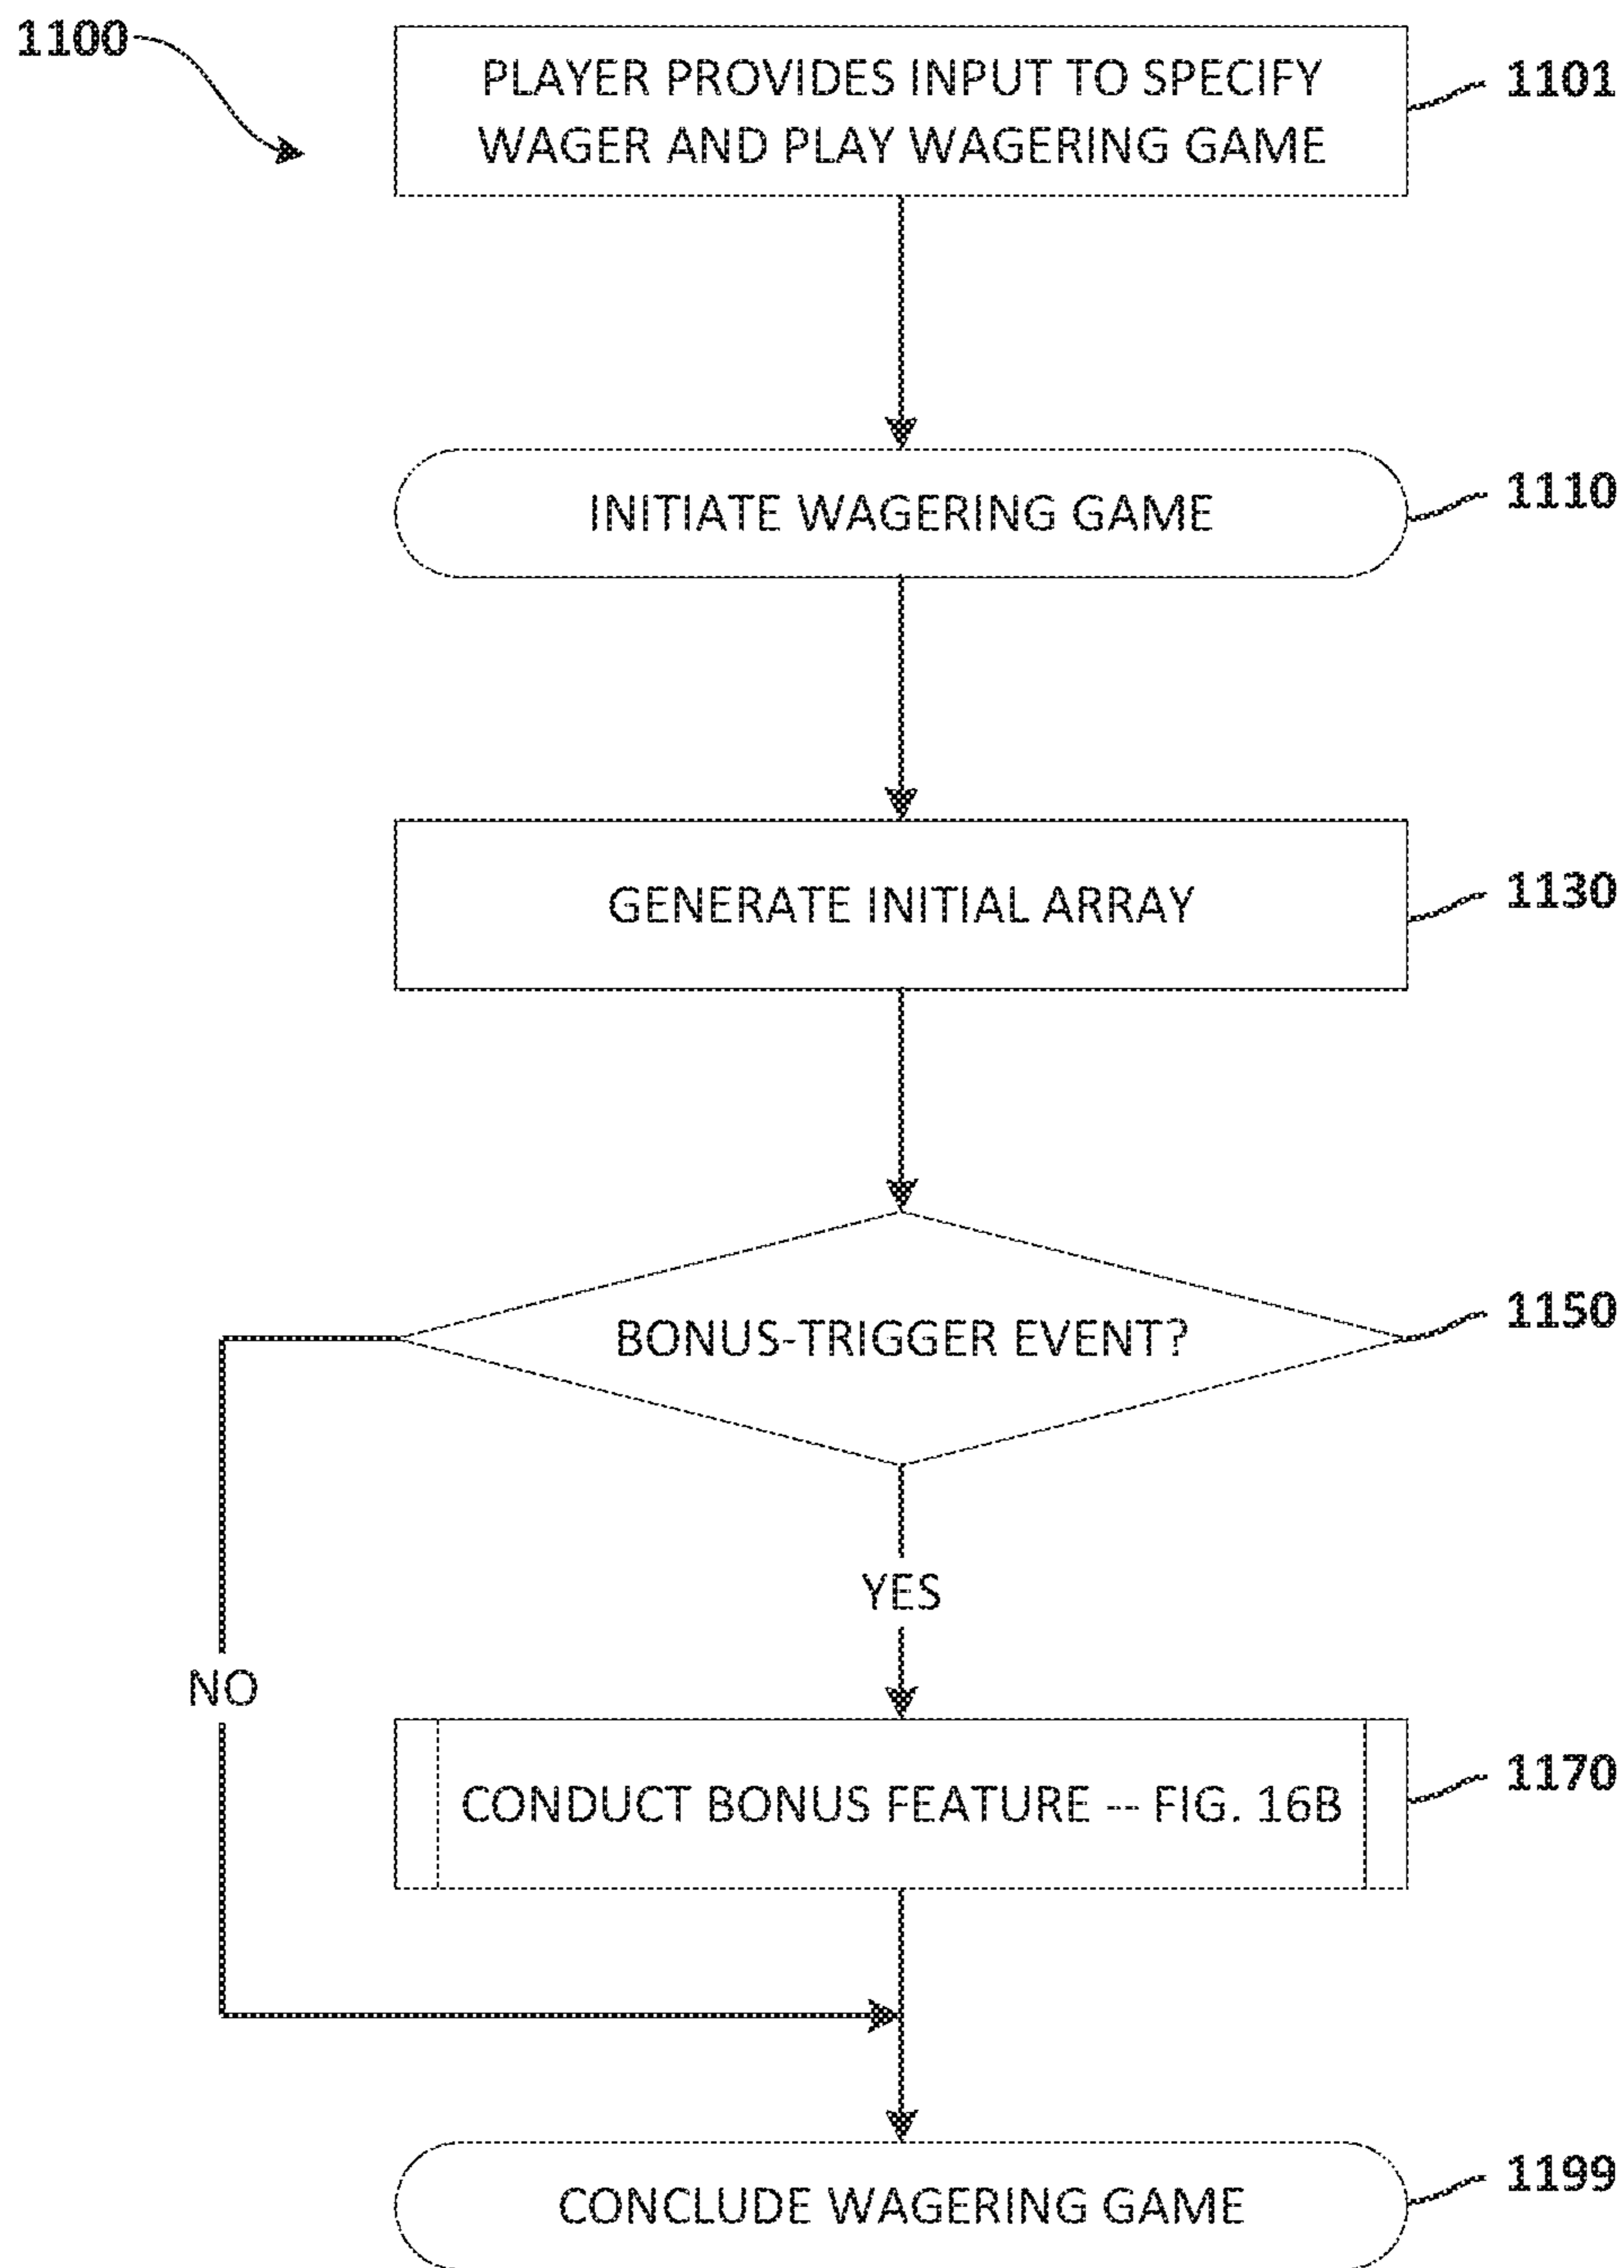 1100
PLAYER PROVIDES INPUT TO SPECIFY
WAGER AND PLAY WAGERING GAME
1101
INITIATE WAGERING GAME
1110
GENERATE INITIAL ARRAY
1130
BONUS-TRIGGER EVENT?
1150
YES
NO
CONDUCT BONUS FEATURE -- FIG. 16B
1170
CONCLUDE WAGERING GAME
1199